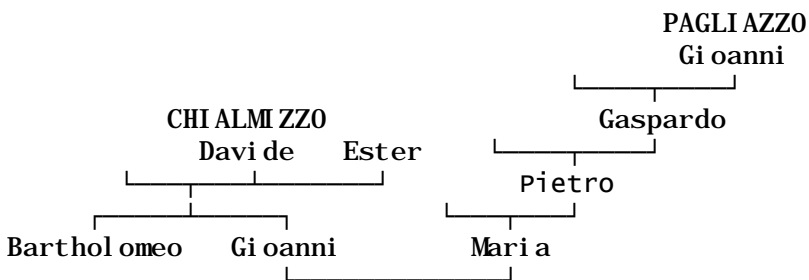 PAGLIAZZO
Gioanni
CHIALMIZZO
Gaspardo
Davide Ester
Pietro
Bartholomeo Gioanni Maria